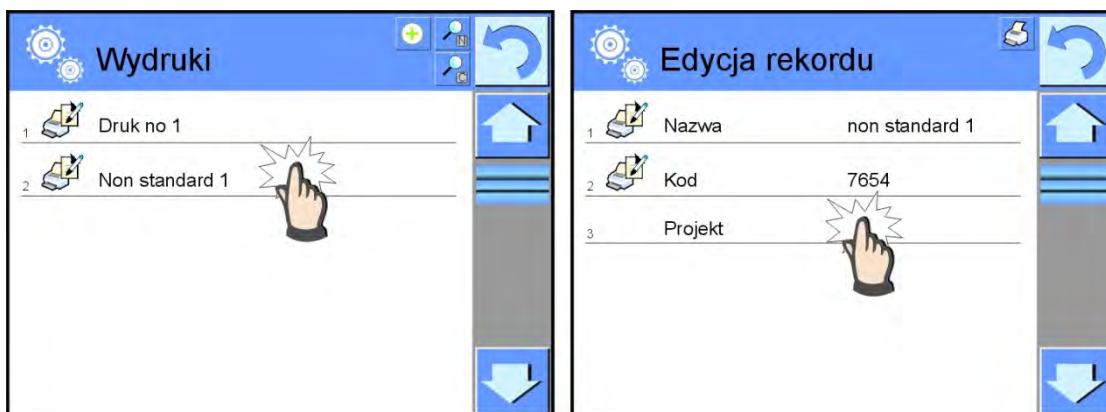 Wydruki
N
C
1 Druk no 1
2 Non standard 1
Edycja rekordu
1 Nazwa non standard 1
2 Kod 7654
3 Projekt